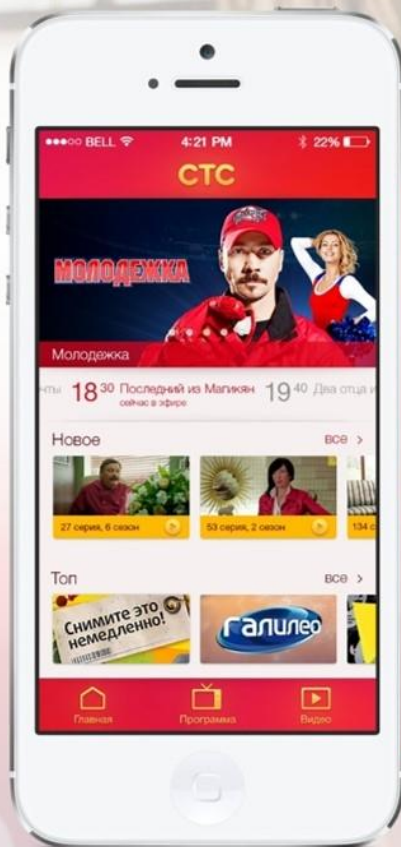 BELL 4:21 PM 22%
СТС
МОЛОДЕЖКА
Молодежка
нты 18 30 Последний из Магикян 19 40 Два отца и
сейчас в эфире
Новое все >
27 серия, 6 сезон 53 серия, 2 сезон 134 с
Топ все >
Снимите это
немедленно!
галилео
Главная Программа Видео